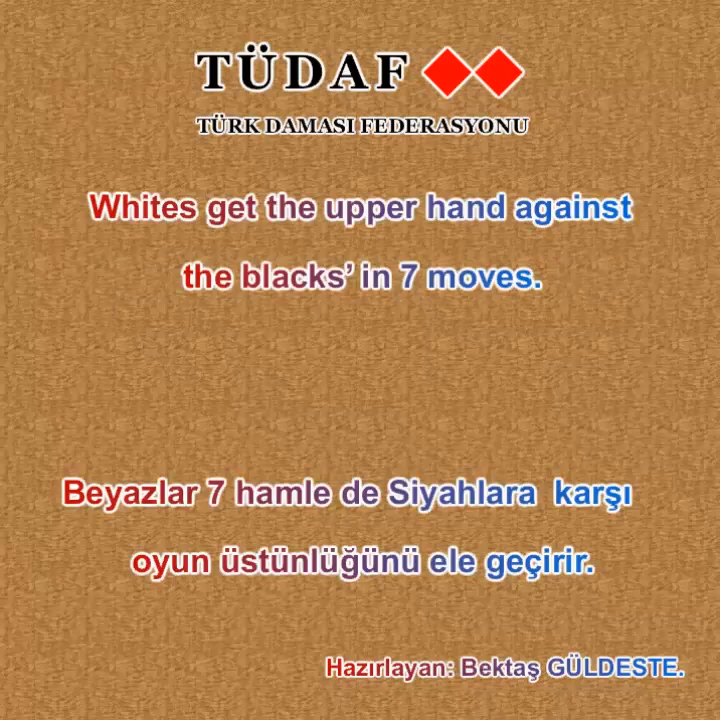 TÜDAF
TÜRK DAMASI FEDERASYONU
Whites get the upper hand against
the blacks’ in 7 moves.
Beyazlar 7 hamle de Siyahlara karşı
oyun üstünlüğünü ele geçirir.
Hazırlayan: Bektaş GÜLDESTE.